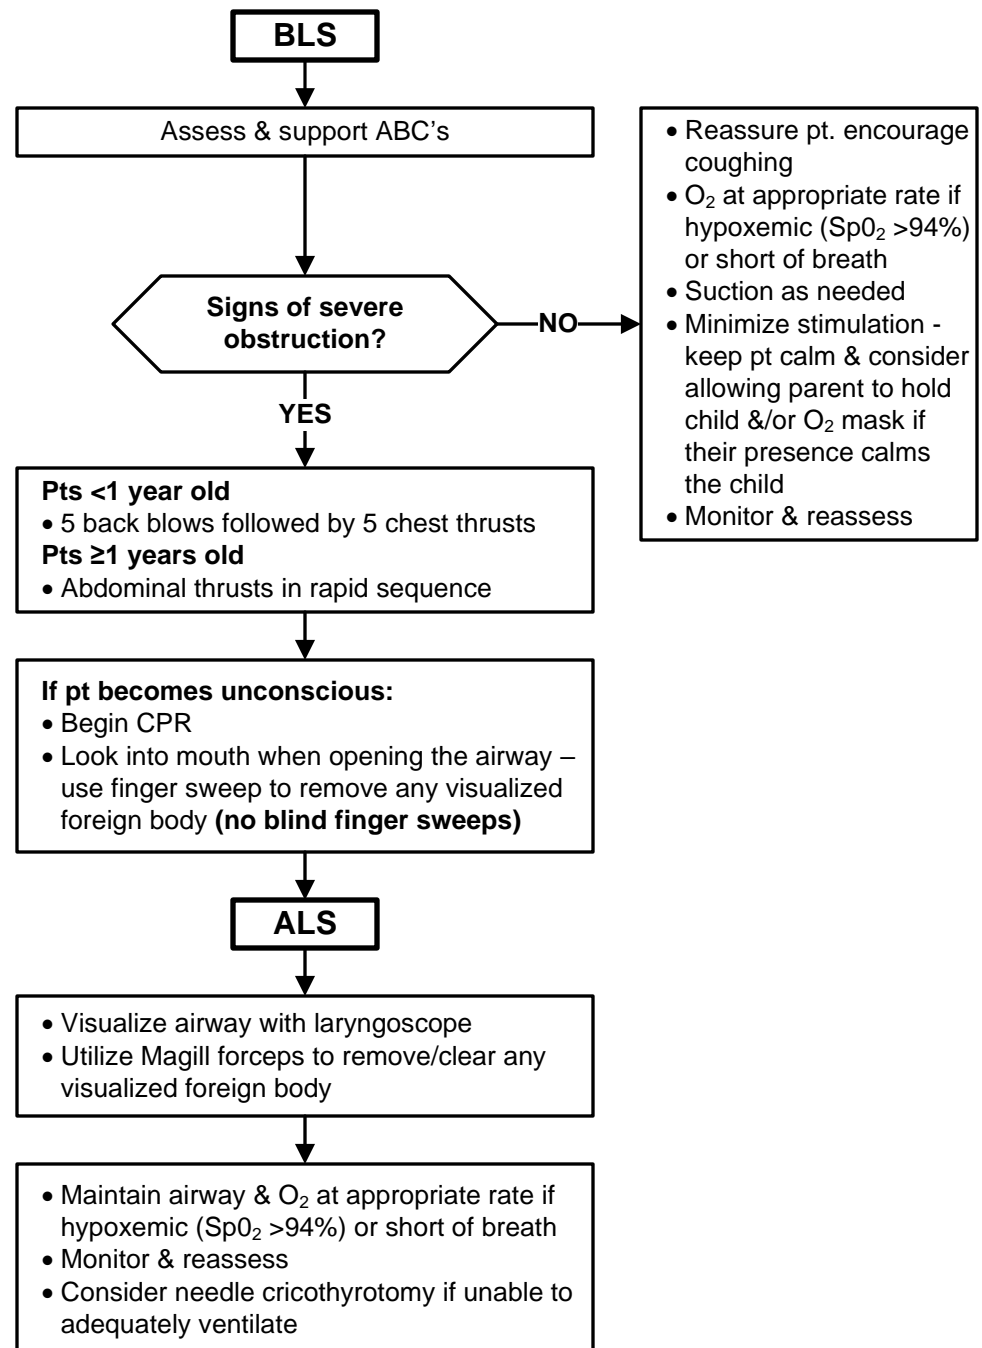 BLS
Assess & support ABC's
Signs of severe
obstruction?
NO
• Reassure pt. encourage
coughing
• O₂ at appropriate rate if
hypoxemic (Sp0₂ >94%)
or short of breath
• Suction as needed
• Minimize stimulation -
keep pt calm & consider
allowing parent to hold
child &/or O₂ mask if
their presence calms
the child
• Monitor & reassess
YES
Pts <1 year old
• 5 back blows followed by 5 chest thrusts
Pts ≥1 years old
• Abdominal thrusts in rapid sequence
If pt becomes unconscious:
• Begin CPR
• Look into mouth when opening the airway –
use finger sweep to remove any visualized
foreign body (no blind finger sweeps)
ALS
• Visualize airway with laryngoscope
• Utilize Magill forceps to remove/clear any
visualized foreign body
• Maintain airway & O₂ at appropriate rate if
hypoxemic (Sp0₂ >94%) or short of breath
• Monitor & reassess
• Consider needle cricothyrotomy if unable to
adequately ventilate